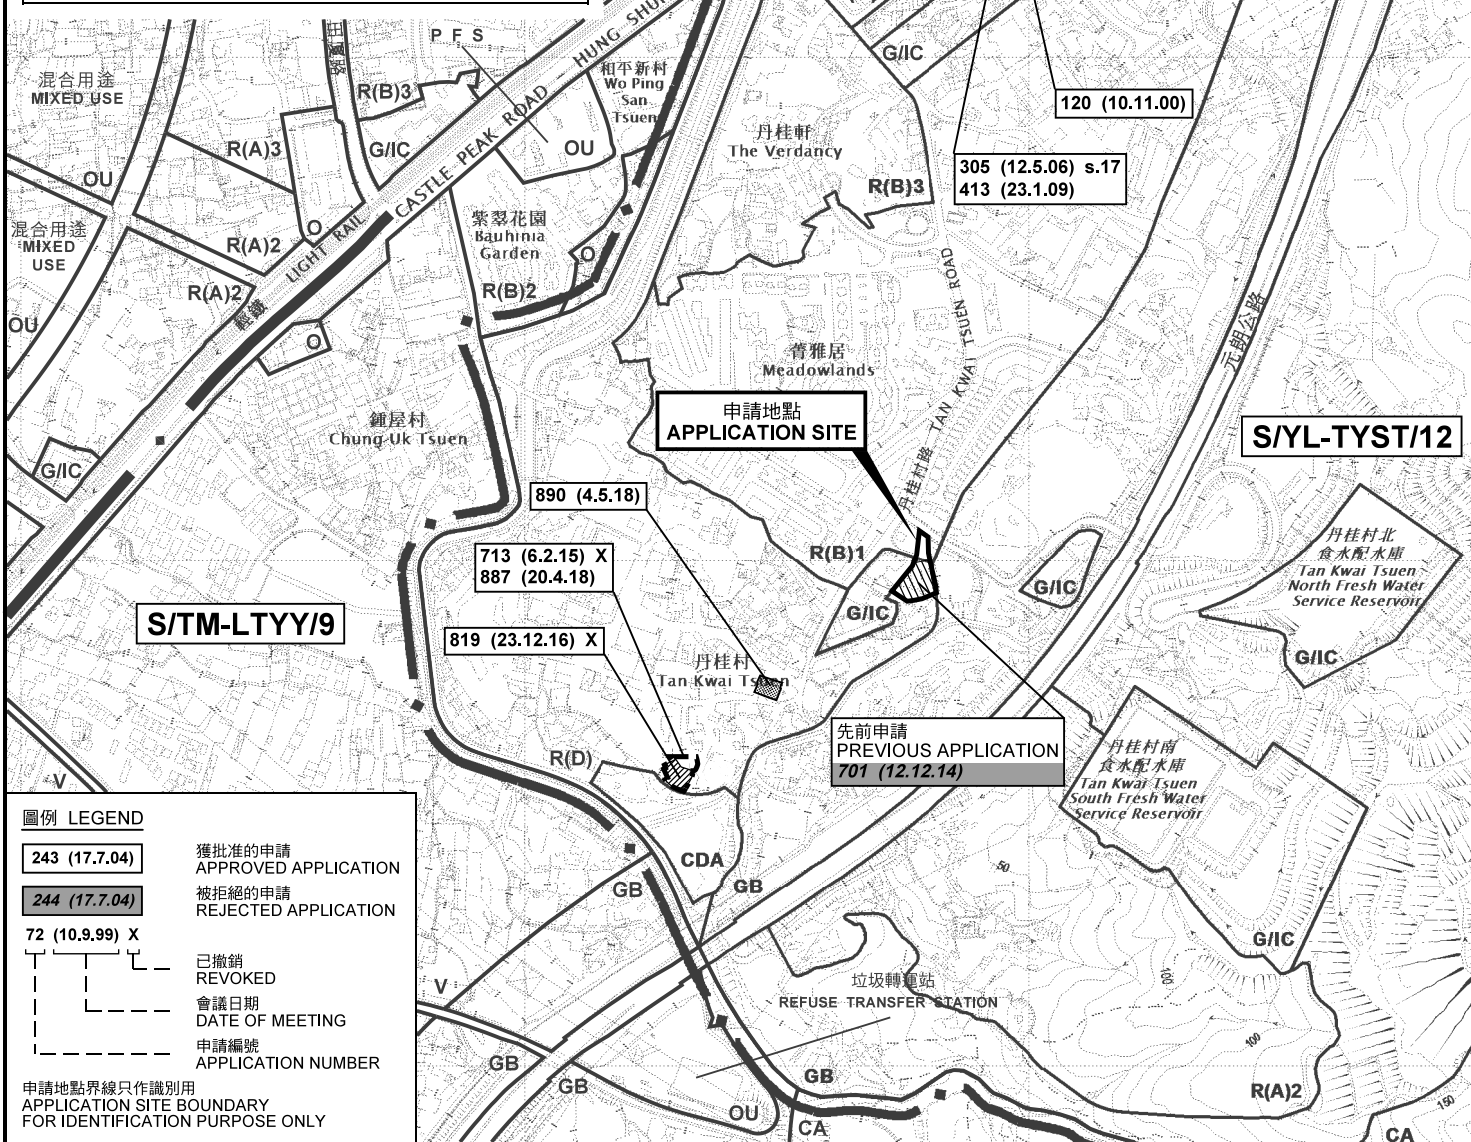 P F S
CASTLE PEAK ROAD – HUNG SHUI
G/IC
混合用途
MIXED USE
R(B)3
和平新村
Wo Ping
San
Tsuen
120 (10.11.00)
R(A)3
G/IC
OU
丹桂軒
The Verdancy
305 (12.5.06) s.17
413 (23.1.09)
OU
R(B)3
混合用途
MIXED
USE
R(A)2
O
輕鐵
LIGHT RAIL
紫翠花園
Bauhinia
Garden
O
R(A)2
R(B)2
OU
O
丹桂村路 TAN KWAI TSUEN ROAD
元朗公路
菁雅居
Meadowlands
鍾屋村
Chung Uk Tsuen
申請地點
APPLICATION SITE
S/YL-TYST/12
G/IC
890 (4.5.18)
713 (6.2.15) X
887 (20.4.18)
R(B)1
G/IC
G/IC
丹桂村北
食水配水庫
Tan Kwai Tsuen
North Fresh Water
Service Reservoir
G/IC
S/TM-LTYY/9
819 (23.12.16) X
丹桂村
Tan Kwai Tsuen
先前申請
PREVIOUS APPLICATION
701 (12.12.14)
丹桂村南
食水配水庫
Tan Kwai Tsuen
South Fresh Water
Service Reservoir
R(D)
V
CDA
GB
GB
50
G/IC
100
V
垃圾轉運站
REFUSE TRANSFER STATION
100
GB
GB
GB
OU
CA
R(A)2
150
CA
圖例 LEGEND
243 (17.7.04)
獲批准的申請
APPROVED APPLICATION
244 (17.7.04)
被拒絕的申請
REJECTED APPLICATION
72 (10.9.99) X
已撤銷
REVOKED
會議日期
DATE OF MEETING
申請編號
APPLICATION NUMBER
申請地點界線只作識別用
APPLICATION SITE BOUNDARY
FOR IDENTIFICATION PURPOSE ONLY